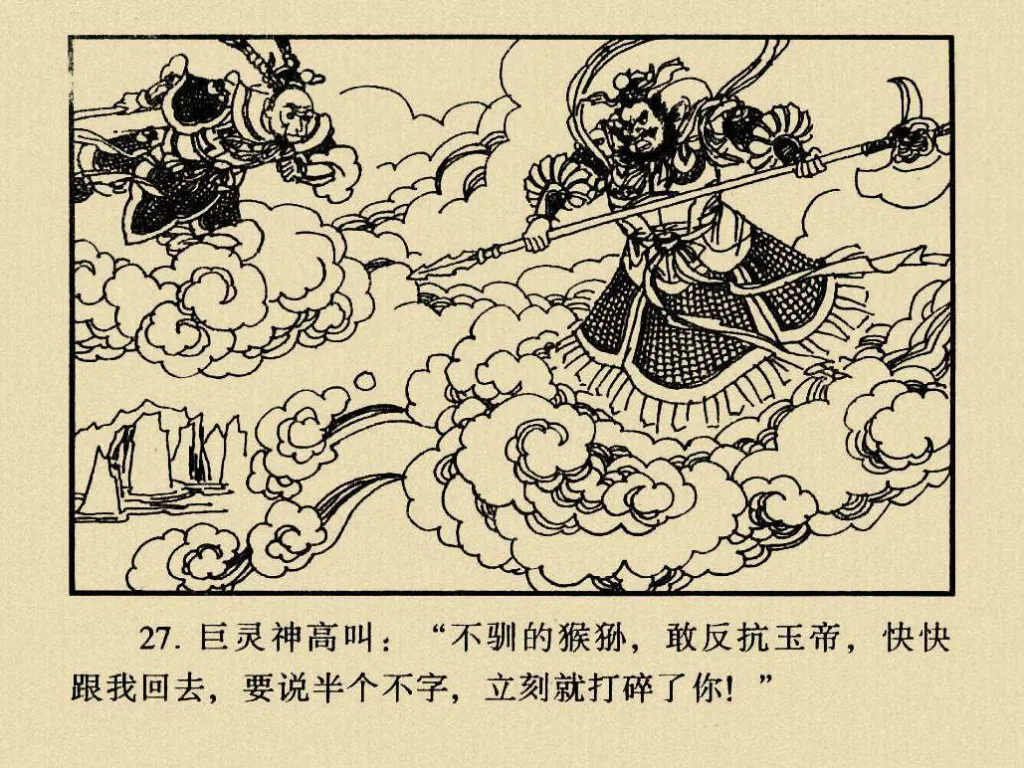 27. 巨灵神高叫：“不驯的猴狲，敢反抗玉帝，快快
跟我回去，要说半个不字，立刻就打碎了你！”